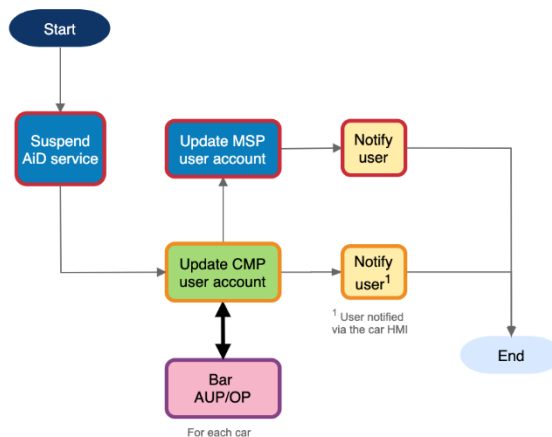 Start
Suspend
AiD service
Update MSP
user account
Notify
user
Update CMP
user account
Notify
user¹
¹ User notified
via the car HMI
End
Bar
AUP/OP
For each car